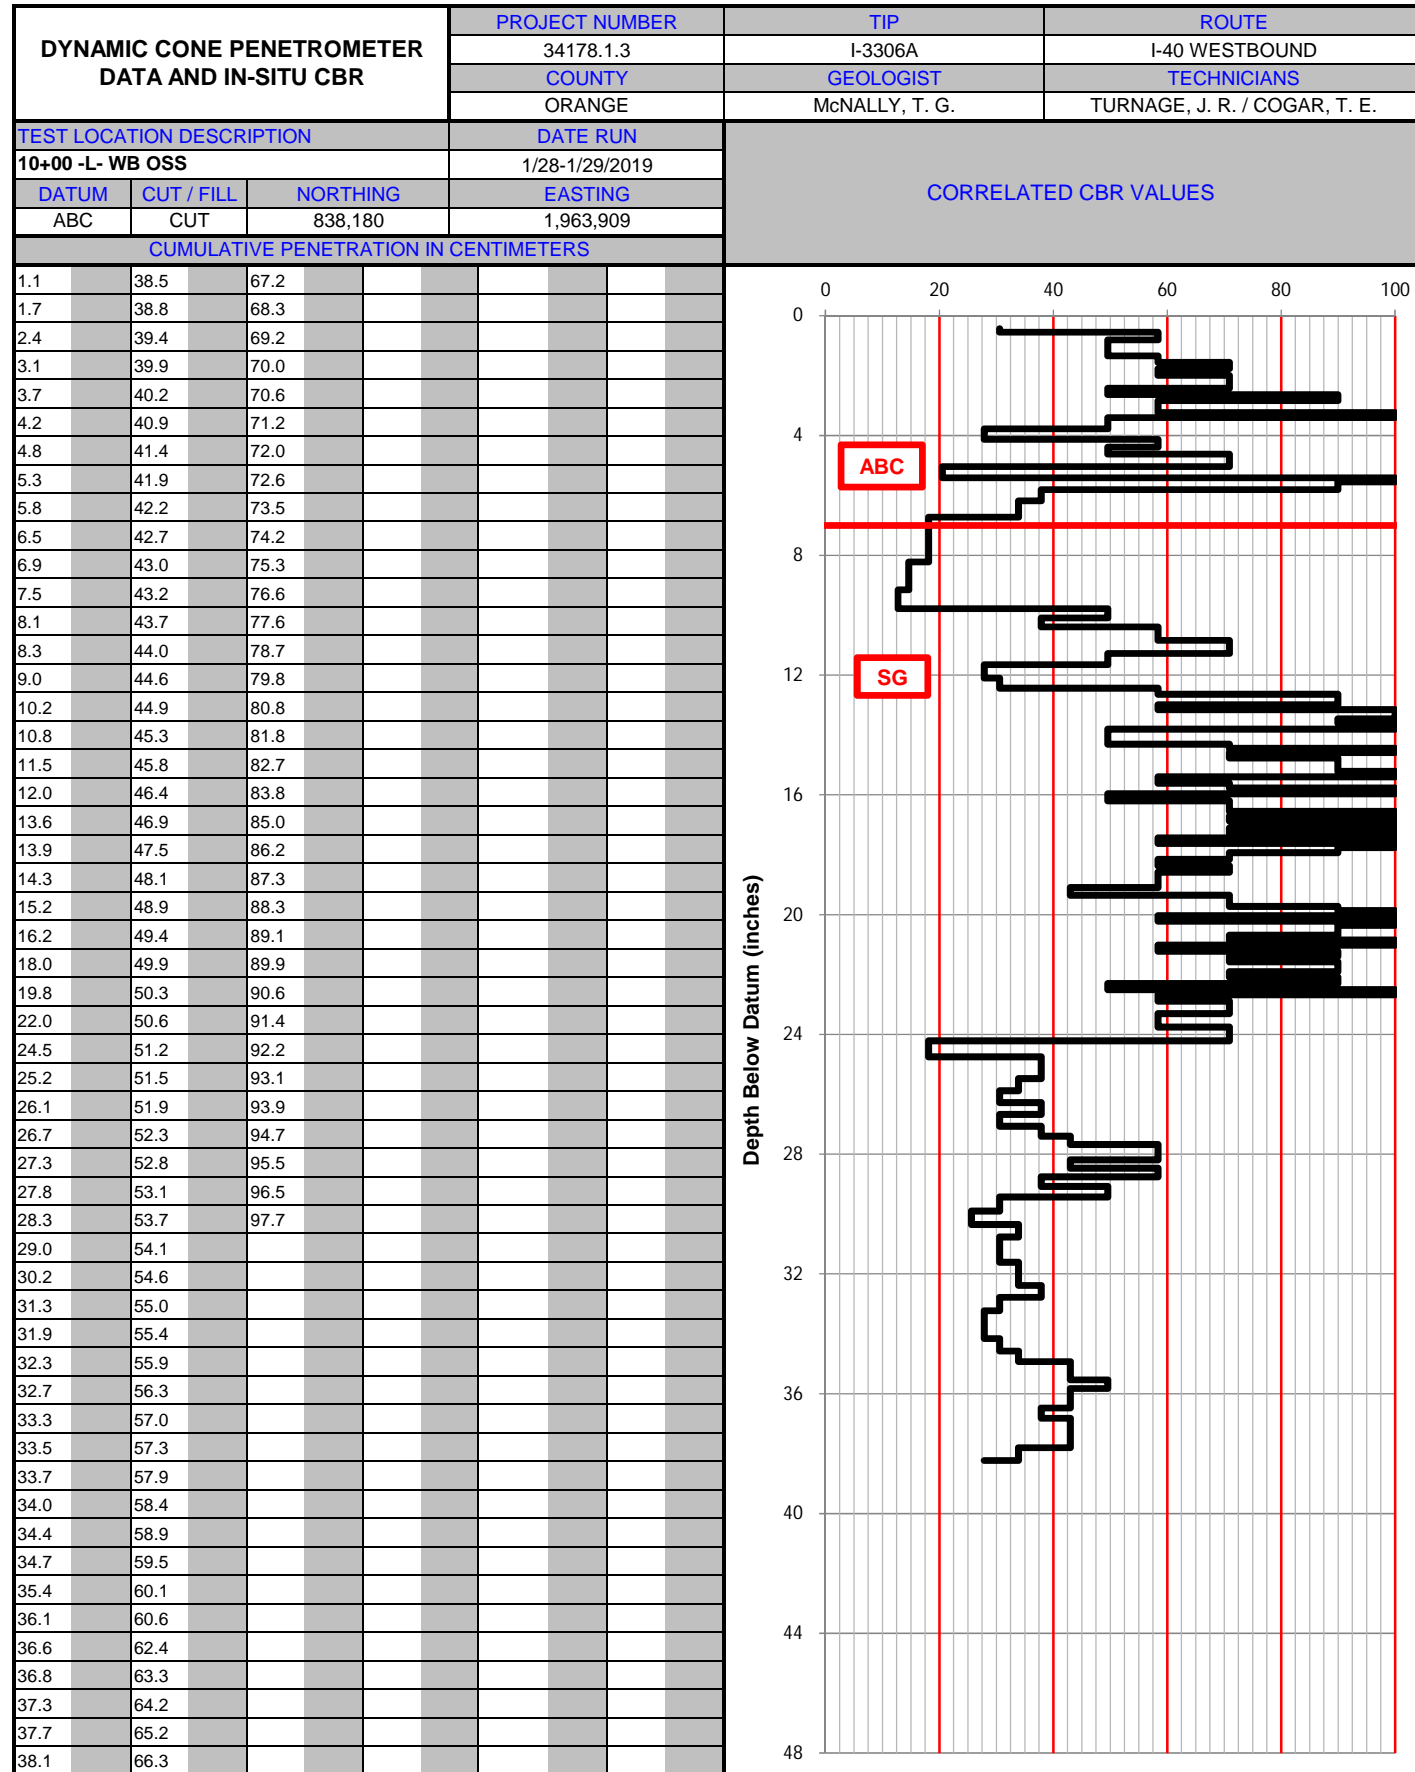 DYNAMIC CONE PENETROMETER
DATA AND IN-SITU CBR
PROJECT NUMBER TIP ROUTE
34178.1.3 I-3306A I-40 WESTBOUND
COUNTY GEOLOGIST TECHNICIANS
ORANGE McNALLY, T. G. TURNAGE, J. R. / COGAR, T. E.
TEST LOCATION DESCRIPTION DATE RUN
10+00 -L- WB OSS 1/28-1/29/2019
DATUM CUT / FILL NORTHING EASTING
ABC CUT 838,180 1,963,909
CORRELATED CBR VALUES
CUMULATIVE PENETRATION IN CENTIMETERS
1.1 38.5 67.2
1.7 38.8 68.3
2.4 39.4 69.2
3.1 39.9 70.0
3.7 40.2 70.6
4.2 40.9 71.2
4.8 41.4 72.0
5.3 41.9 72.6
5.8 42.2 73.5
6.5 42.7 74.2
6.9 43.0 75.3
7.5 43.2 76.6
8.1 43.7 77.6
8.3 44.0 78.7
9.0 44.6 79.8
10.2 44.9 80.8
10.8 45.3 81.8
11.5 45.8 82.7
12.0 46.4 83.8
13.6 46.9 85.0
13.9 47.5 86.2
14.3 48.1 87.3
15.2 48.9 88.3
16.2 49.4 89.1
18.0 49.9 89.9
19.8 50.3 90.6
22.0 50.6 91.4
24.5 51.2 92.2
25.2 51.5 93.1
26.1 51.9 93.9
26.7 52.3 94.7
27.3 52.8 95.5
27.8 53.1 96.5
28.3 53.7 97.7
29.0 54.1
30.2 54.6
31.3 55.0
31.9 55.4
32.3 55.9
32.7 56.3
33.3 57.0
33.5 57.3
33.7 57.9
34.0 58.4
34.4 58.9
34.7 59.5
35.4 60.1
36.1 60.6
36.6 62.4
36.8 63.3
37.3 64.2
37.7 65.2
38.1 66.3
0 20 40 60 80 100
0
4
8
12
16
20
24
28
32
36
40
44
48
Depth Below Datum (inches)
ABC
SG